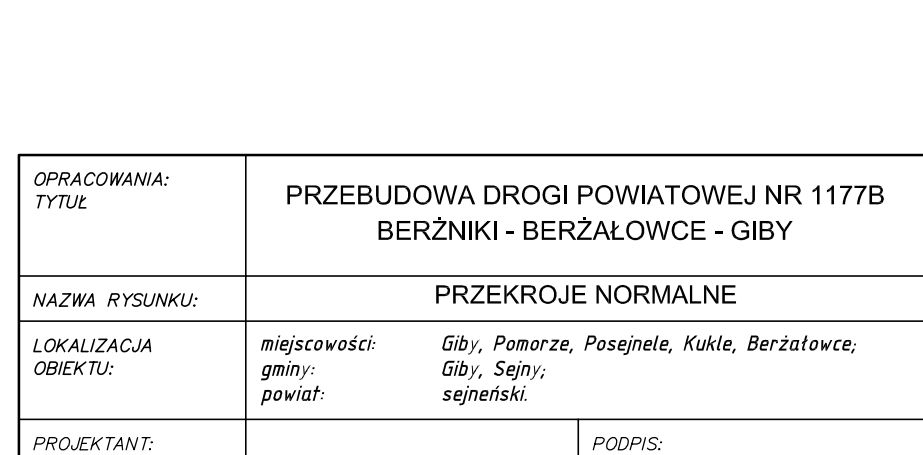 OPRACOWANIA:
TYTUŁ
PRZEBUDOWA DROGI POWIATOWEJ NR 1177B
BERŻNIKI - BERŻAŁOWCE - GIBY
NAZWA RYSUNKU:
PRZEKROJE NORMALNE
LOKALIZACJA
OBIEKTU:
miejscowości: Giby, Pomorze, Posejnele, Kukle, Berżałowce;
gminy: Giby, Sejny;
powiat: sejneński.
PROJEKTANT:
PODPIS: